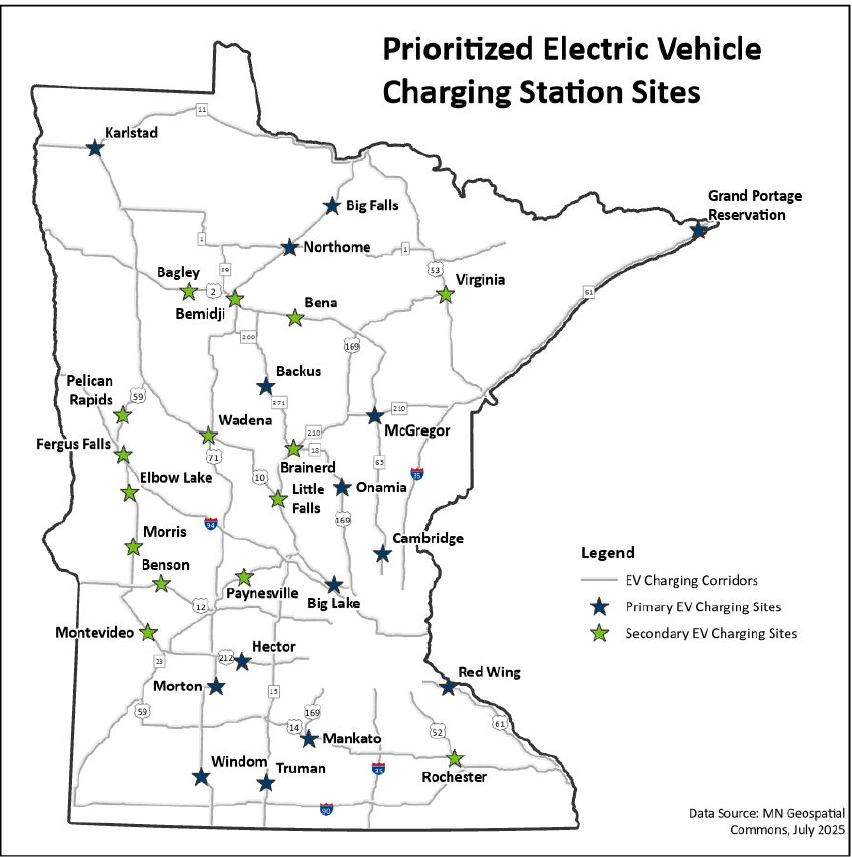 Prioritized Electric Vehicle
Charging Station Sites
11
Karlstad
Grand Portage
Reservation
Big Falls
1
Northome
1
Bagley
2
89
53
Virginia
61
Bemidji
Bena
200
169
Pelican
Rapids
59
Backus
371
210
Wadena
McGregor
Fergus Falls
71
210
18
Brainerd
65
35
Elbow Lake
10
Little
Falls
Onamia
94
169
Morris
Cambridge
Benson
Paynesville
Big Lake
12
Montevideo
23
212
Hector
Morton
15
Red Wing
59
169
14
Mankato
52
61
Windom
Truman
35
Rochester
90
Legend
EV Charging Corridors
Primary EV Charging Sites
Secondary EV Charging Sites
Data Source: MN Geospatial
Commons, July 2025